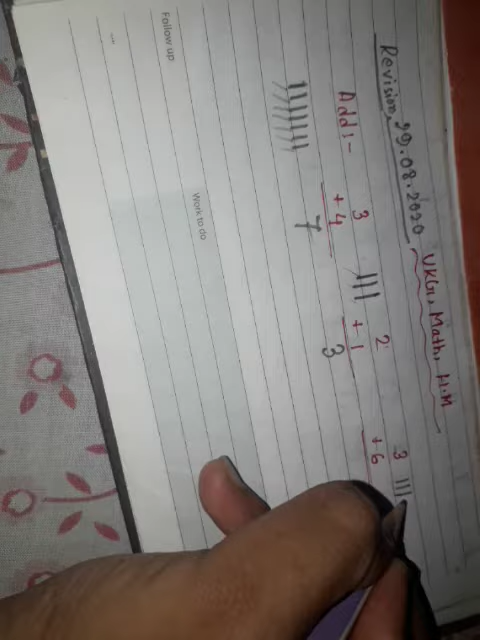 Revision, 29.08.2020 UKG, Math, H.M
Add:-
3 2 3
+4 +1 +6
7 3
Follow up
Work to do